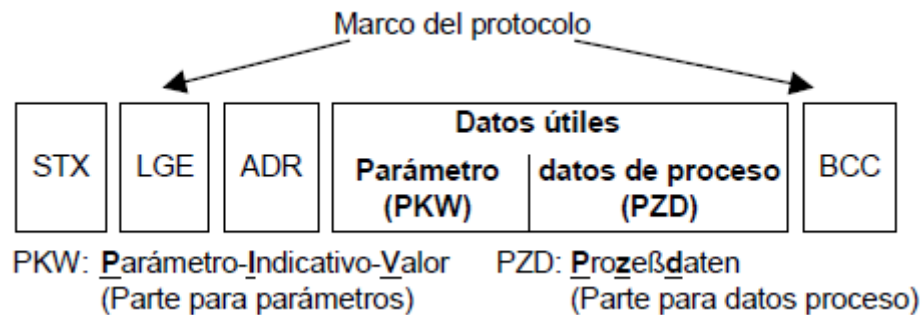 Marco del protocolo
STX LGE ADR Datos útiles BCC
Parámetro (PKW) datos de proceso (PZD)
PKW: Parámetro-Indicativo-Valor PZD: Prozeßdaten
(Parte para parámetros) (Parte para datos proceso)